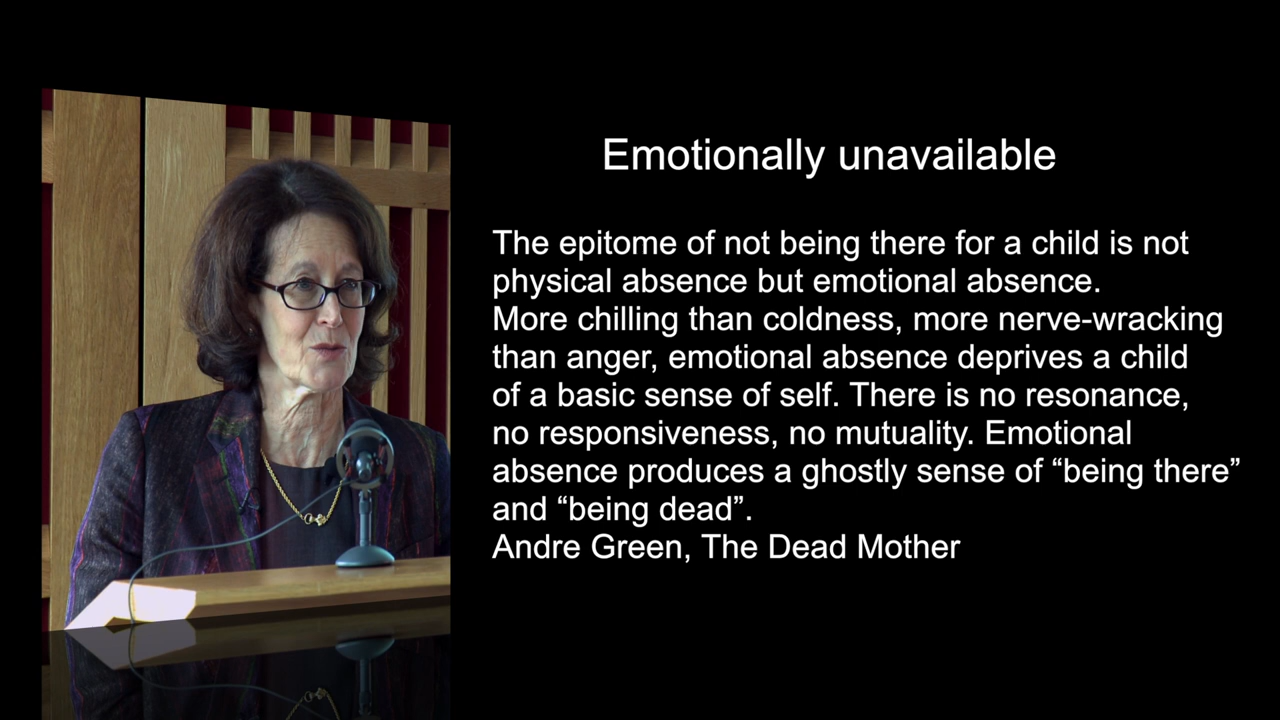 Emotionally unavailable
The epitome of not being there for a child is not
physical absence but emotional absence.
More chilling than coldness, more nerve-wracking
than anger, emotional absence deprives a child
of a basic sense of self. There is no resonance,
no responsiveness, no mutuality. Emotional
absence produces a ghostly sense of “being there”
and “being dead”.
Andre Green, The Dead Mother